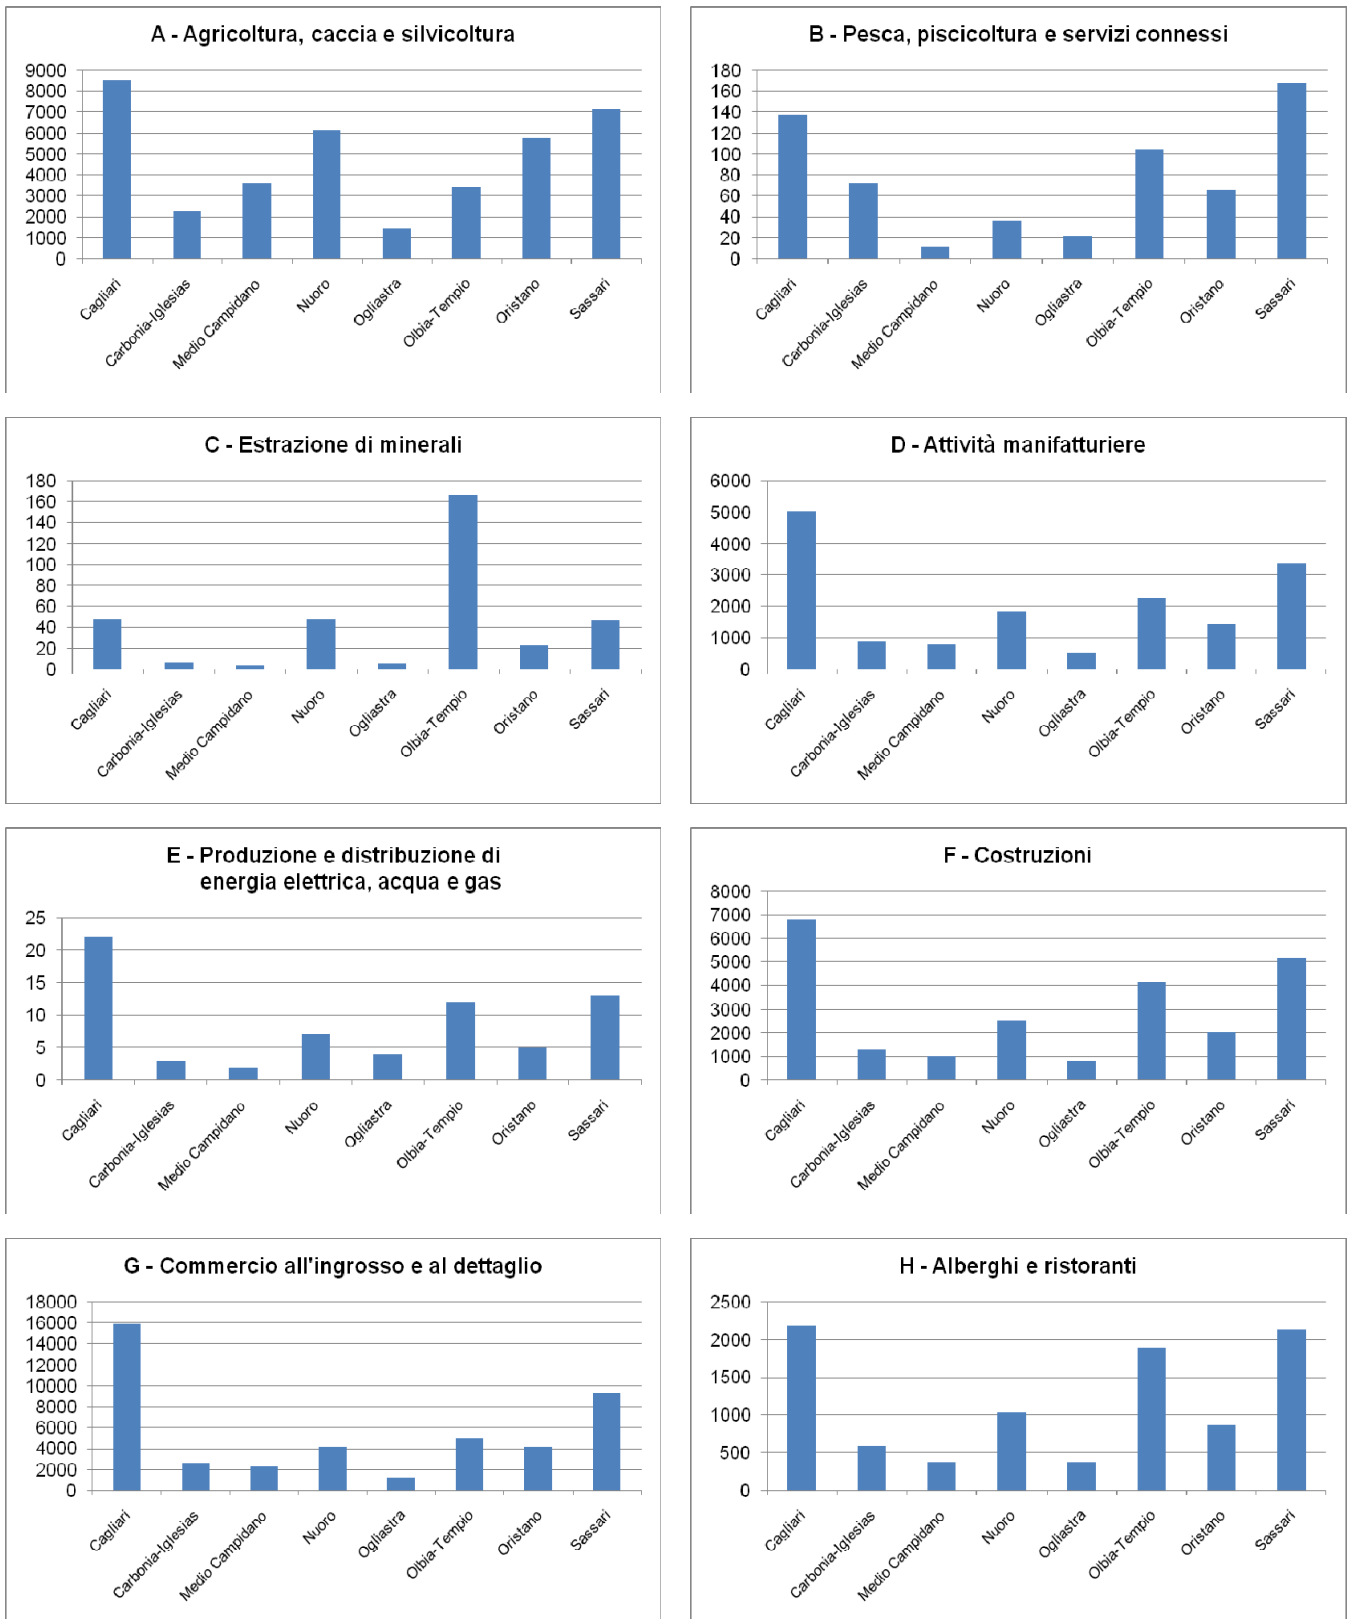 A - Agricoltura, caccia e silvicoltura
9000
8000
7000
6000
5000
4000
3000
2000
1000
0
Cagliari
Carbonia-Iglesias
Medio Campidano
Nuoro
Ogliastra
Olbia-Tempio
Oristano
Sassari
B - Pesca, piscicoltura e servizi connessi
180
160
140
120
100
80
60
40
20
0
Cagliari
Carbonia-Iglesias
Medio Campidano
Nuoro
Ogliastra
Olbia-Tempio
Oristano
Sassari
C - Estrazione di minerali
180
160
140
120
100
80
60
40
20
0
Cagliari
Carbonia-Iglesias
Medio Campidano
Nuoro
Ogliastra
Olbia-Tempio
Oristano
Sassari
D - Attività manifatturiere
6000
5000
4000
3000
2000
1000
0
Cagliari
Carbonia-Iglesias
Medio Campidano
Nuoro
Ogliastra
Olbia-Tempio
Oristano
Sassari
E - Produzione e distribuzione di
energia elettrica, acqua e gas
25
20
15
10
5
0
Cagliari
Carbonia-Iglesias
Medio Campidano
Nuoro
Ogliastra
Olbia-Tempio
Oristano
Sassari
F - Costruzioni
8000
7000
6000
5000
4000
3000
2000
1000
0
Cagliari
Carbonia-Iglesias
Medio Campidano
Nuoro
Ogliastra
Olbia-Tempio
Oristano
Sassari
G - Commercio all'ingrosso e al dettaglio
18000
16000
14000
12000
10000
8000
6000
4000
2000
0
Cagliari
Carbonia-Iglesias
Medio Campidano
Nuoro
Ogliastra
Olbia-Tempio
Oristano
Sassari
H - Alberghi e ristoranti
2500
2000
1500
1000
500
0
Cagliari
Carbonia-Iglesias
Medio Campidano
Nuoro
Ogliastra
Olbia-Tempio
Oristano
Sassari